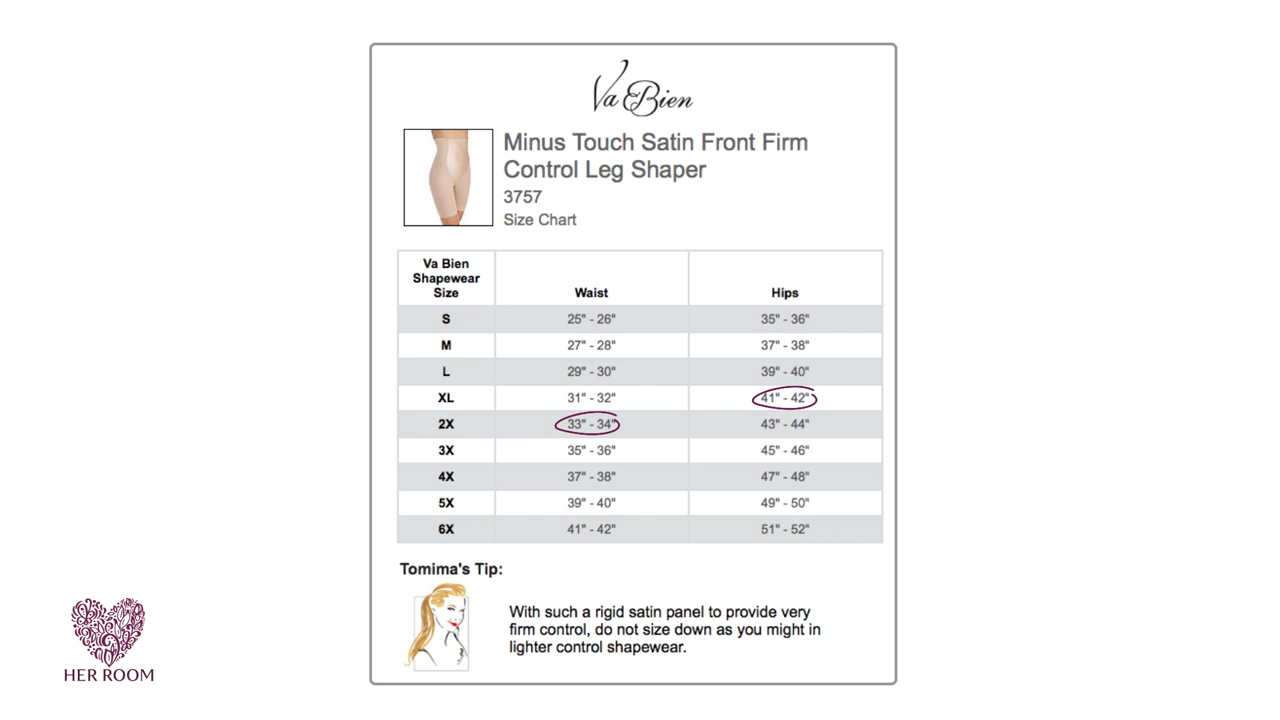 Va Bien
Minus Touch Satin Front Firm
Control Leg Shaper
3757
Size Chart
Va Bien
Shapewear
Size Waist Hips
S 25" - 26" 35" - 36"
M 27" - 28" 37" - 38"
L 29" - 30" 39" - 40"
XL 31" - 32" 41" - 42"
2X 33" - 34" 43" - 44"
3X 35" - 36" 45" - 46"
4X 37" - 38" 47" - 48"
5X 39" - 40" 49" - 50"
6X 41" - 42" 51" - 52"
Tomima's Tip:
With such a rigid satin panel to provide very
firm control, do not size down as you might in
lighter control shapewear.
HER ROOM